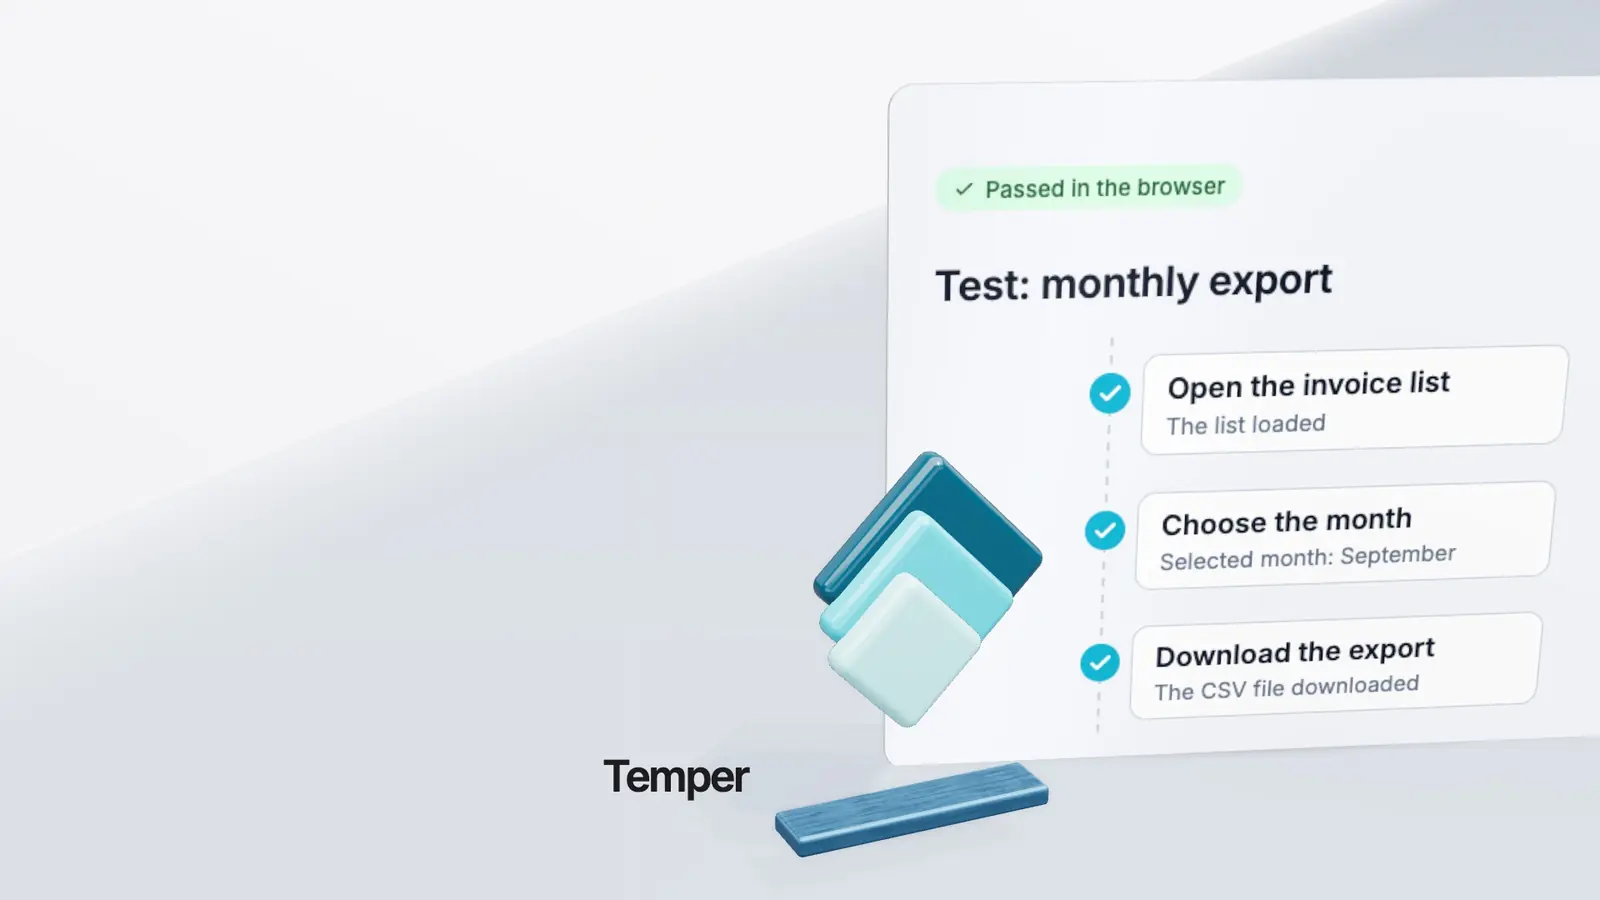 Passed in the browser
Test: monthly export
Open the invoice list
The list loaded
Choose the month
Selected month: September
Download the export
The CSV file downloaded
Temper